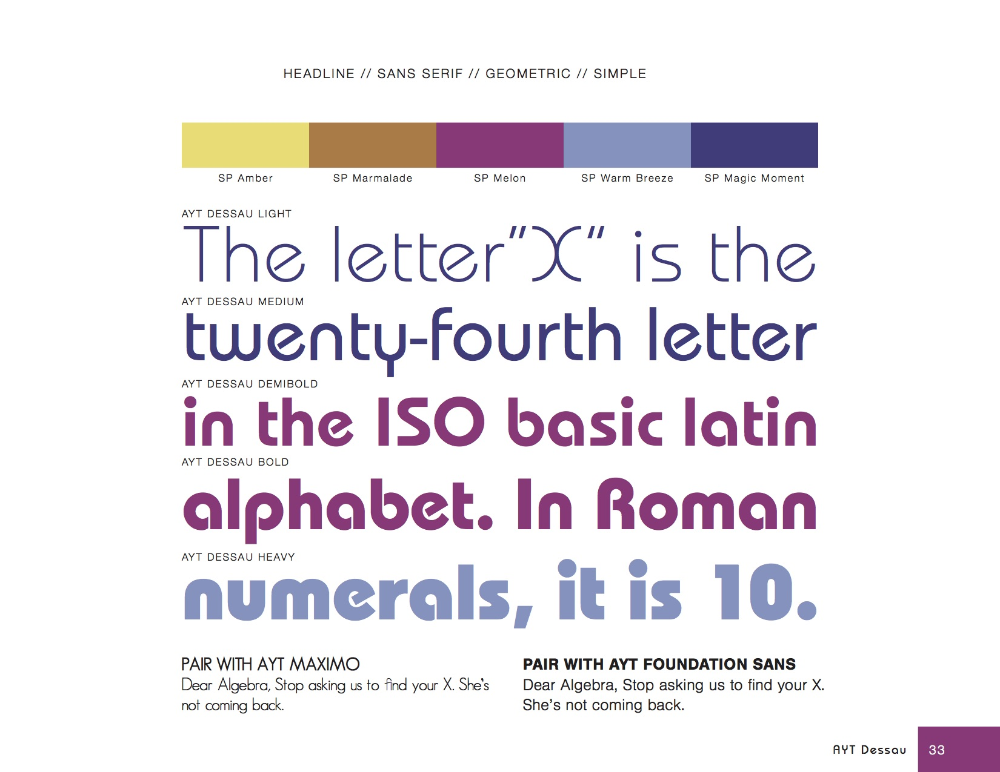 HEADLINE // SANS SERIF // GEOMETRIC // SIMPLE
SP Amber SP Marmalade SP Melon SP Warm Breeze SP Magic Moment
AYT DESSAU LIGHT
The letter”X“ is the
AYT DESSAU MEDIUM
twenty-fourth letter
AYT DESSAU DEMIBOLD
in the ISO basic latin
AYT DESSAU BOLD
alphabet. In Roman
AYT DESSAU HEAVY
numerals, it is 10.
PAIR WITH AYT MAXIMO
Dear Algebra, Stop asking us to find your X. She’s
not coming back.
PAIR WITH AYT FOUNDATION SANS
Dear Algebra, Stop asking us to find your X.
She’s not coming back.
AYT Dessau 33